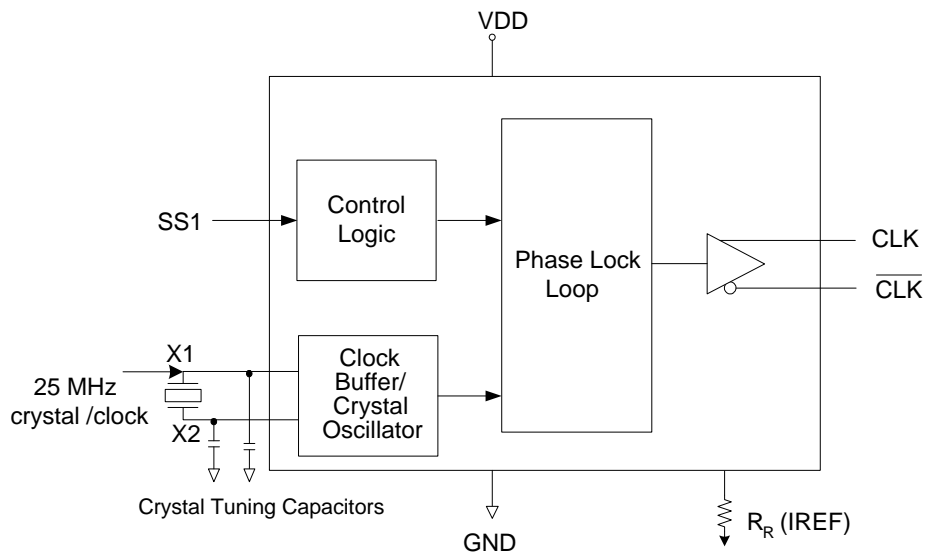 VDD
Control
Logic
SS1
Phase Lock
Loop
CLK
CLK
X1
25 MHz
crystal /clock
X2
Clock
Buffer/
Crystal
Oscillator
Crystal Tuning Capacitors
GND
RR (IREF)